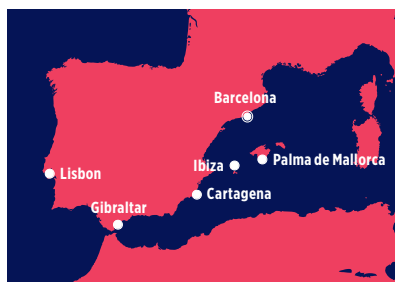 Barcelona
Ibiza
Palma de Mallorca
Lisbon
Cartagena
Gibraltar